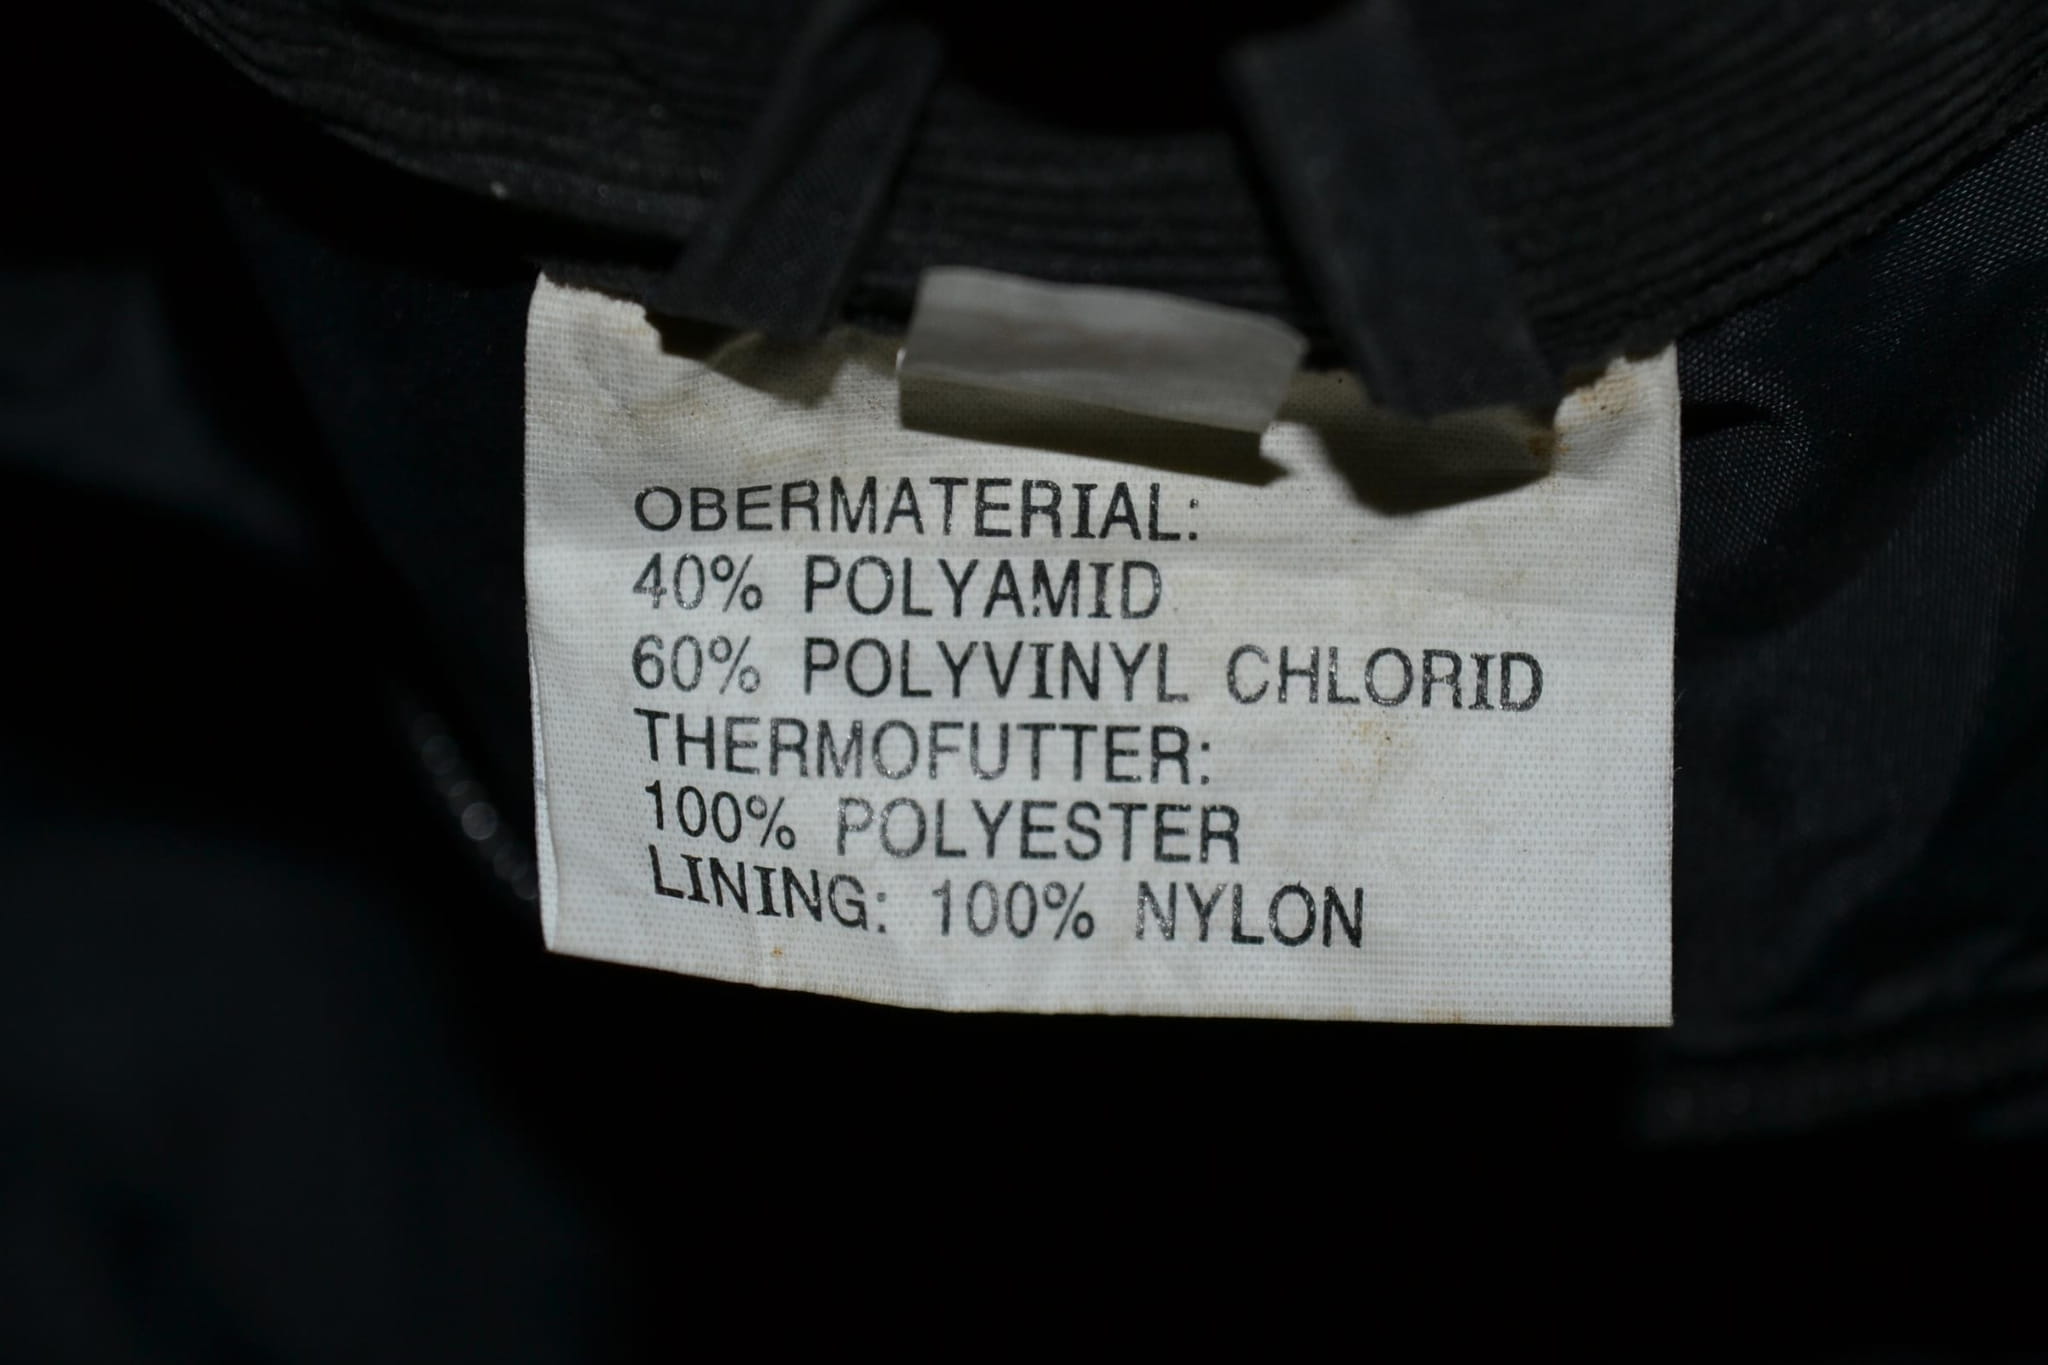 OBERMATERIAL:
40% POLYAMID
60% POLYVINYL CHLORID
THERMOFUTTER:
100% POLYESTER
LINING: 100% NYLON